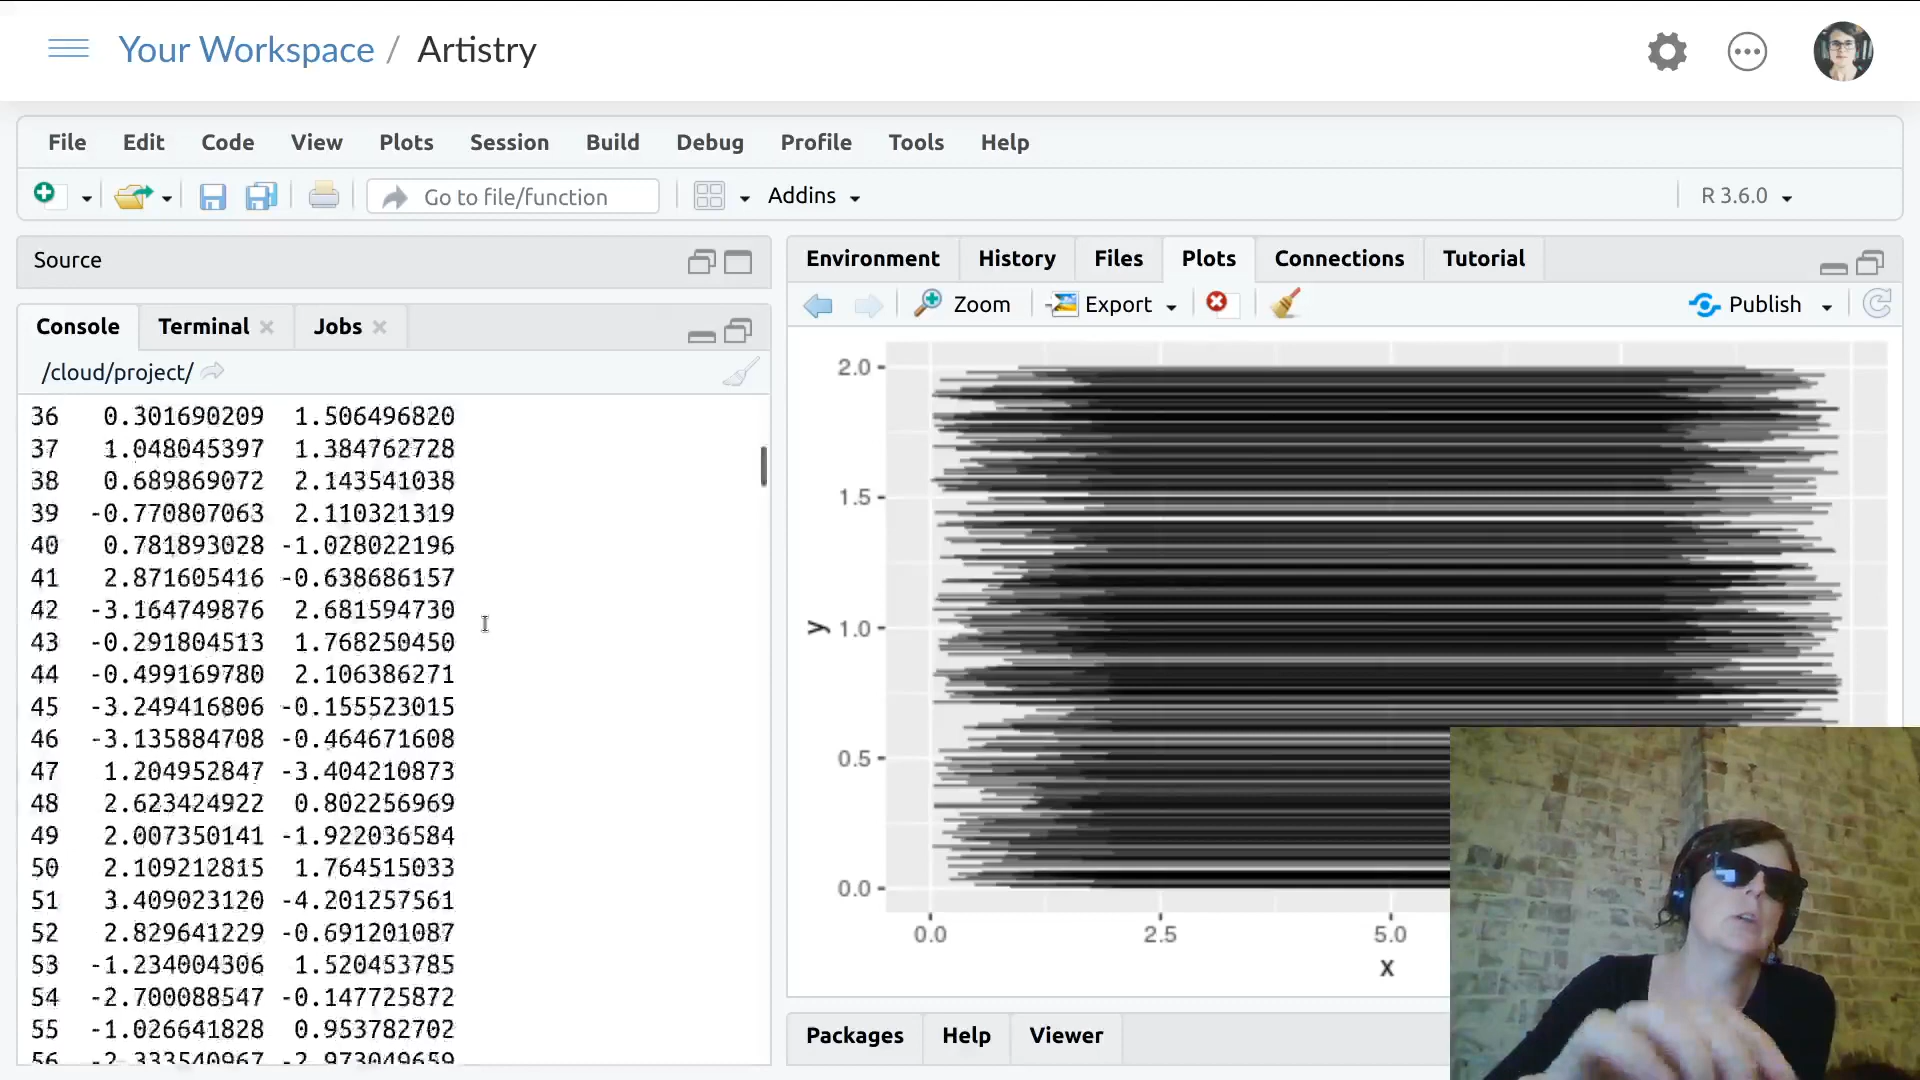 Your Workspace / Artistry
File Edit Code View Plots Session Build Debug Profile Tools Help
Go to file/function Addins R 3.6.0
Source
Environment History Files Plots Connections Tutorial
Zoom Export Publish
Console Terminal Jobs
/cloud/project/
36 0.301690209 1.506496820
37 1.048045397 1.384762728
38 0.689869072 2.143541038
39 -0.770807063 2.110321319
40 0.781893028 -1.028022196
41 2.871605416 -0.638686157
42 -3.164749876 2.681594730
43 -0.291804513 1.768250450
44 -0.499169780 2.106386271
45 -3.249416806 -0.155523015
46 -3.135884708 -0.464671608
47 1.204952847 -3.404210873
48 2.623424922 0.802256969
49 2.007350141 -1.922036584
50 2.109212815 1.764515033
51 3.409023120 -4.201257561
52 2.829641229 -0.691201087
53 -1.234004306 1.520453785
54 -2.700088547 -0.147725872
55 -1.026641828 0.953782702
56 -2.333540967 -2.973049659
2.0
1.5
y 1.0
0.5
0.0
0.0 2.5 5.0
x
Packages Help Viewer